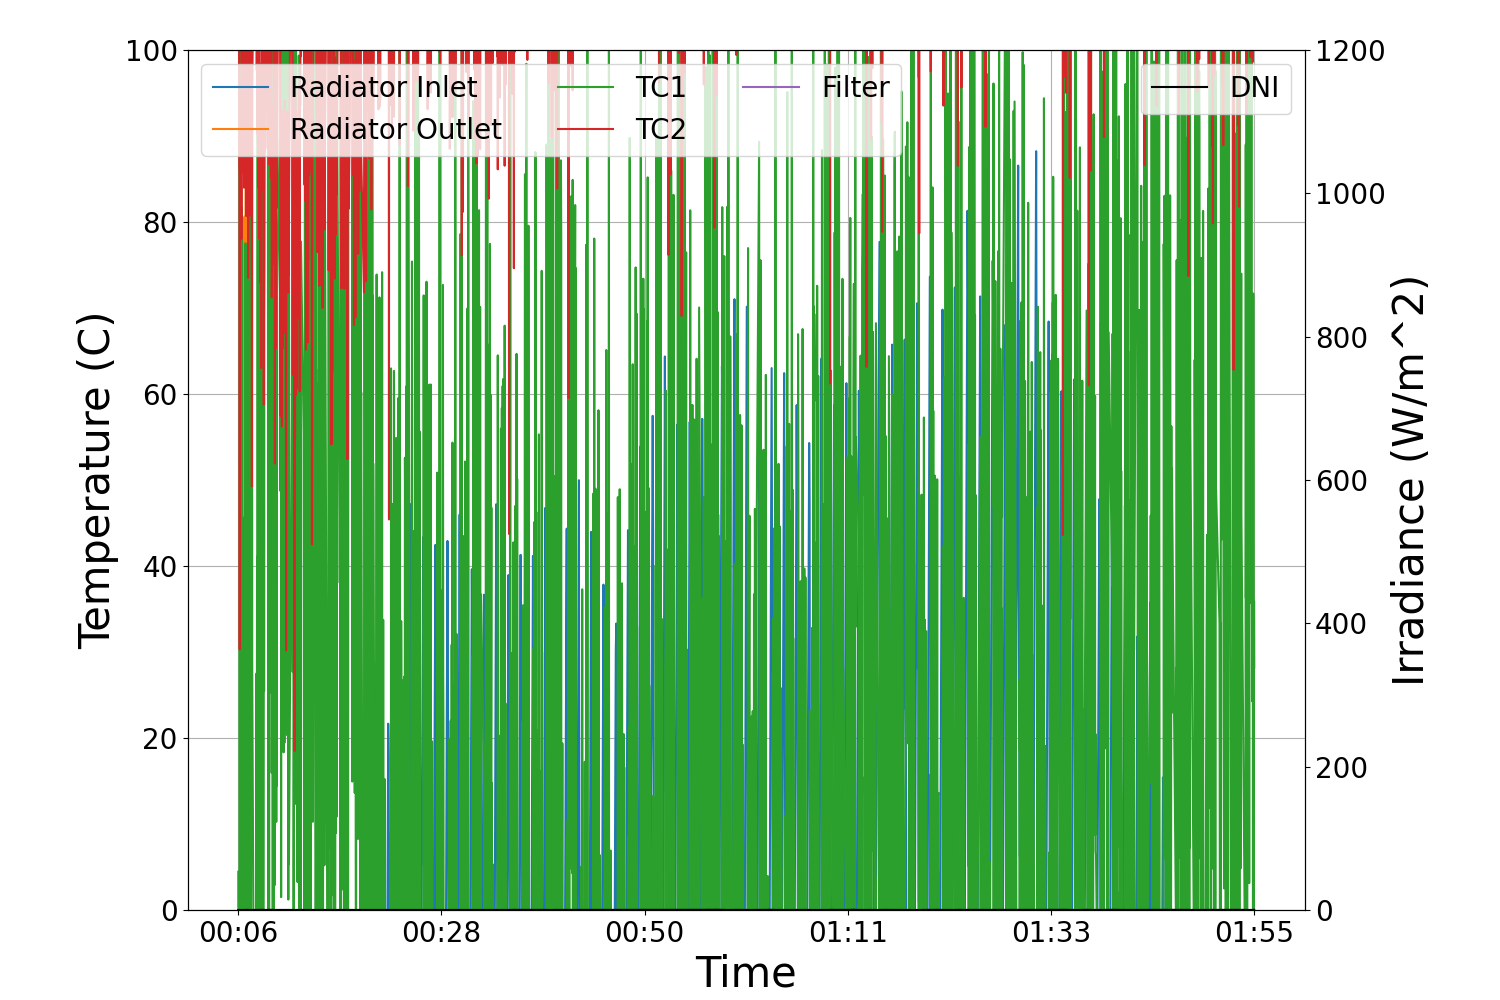 100
80
60
40
20
0
Temperature (C)
Radiator Inlet
Radiator Outlet
TC1
TC2
Filter
DNI
1200
1000
800
600
400
200
0
Irradiance (W/m^2)
00:06 00:28 00:50 01:11 01:33 01:55
Time